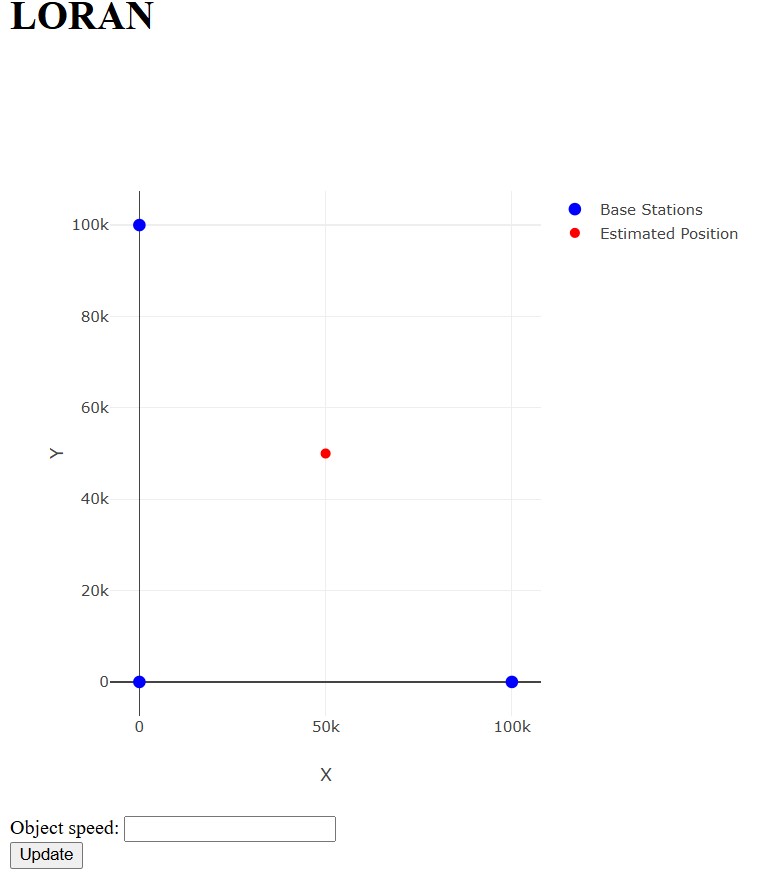 LORAN
100k
80k
60k
40k
20k
0
Y
0 50k 100k
X
Base Stations
Estimated Position
Object speed:
Update